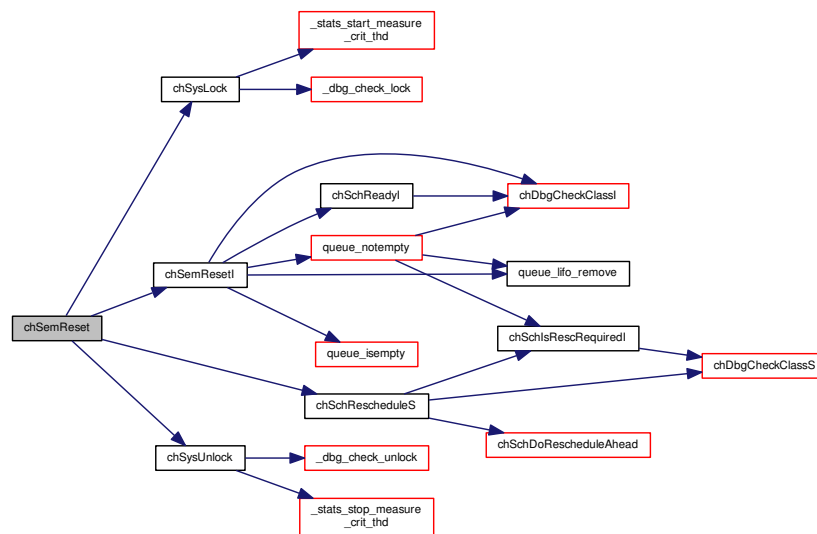 _stats_start_measure
_crit_thd
chSysLock
_dbg_check_lock
chSchReadyI
chDbgCheckClassI
queue_notempty
chSemResetI
queue_lifo_remove
chSemReset
chSchIsRescRequiredI
queue_isempty
chDbgCheckClassS
chSchRescheduleS
chSchDoRescheduleAhead
chSysUnlock
_dbg_check_unlock
_stats_stop_measure
_crit_thd